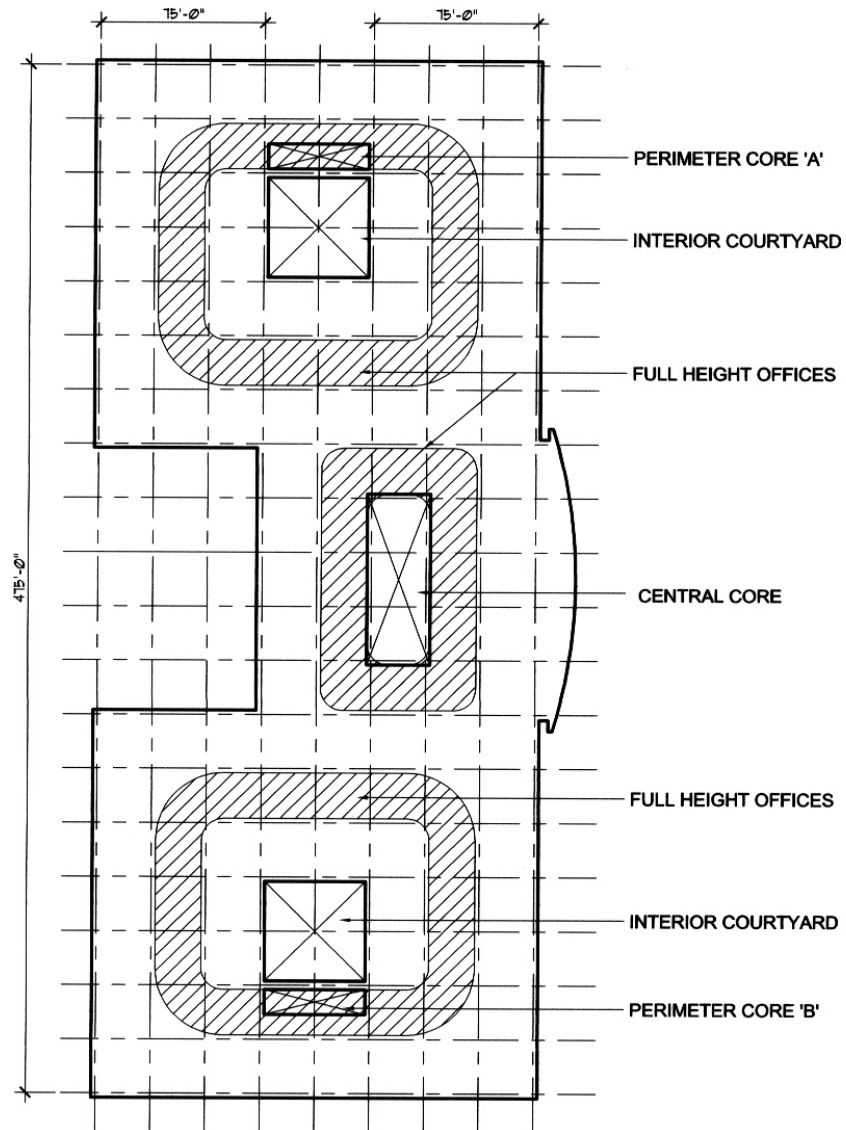 75'-0"
75'-0"
PERIMETER CORE 'A'
INTERIOR COURTYARD
FULL HEIGHT OFFICES
475'-0"
CENTRAL CORE
FULL HEIGHT OFFICES
INTERIOR COURTYARD
PERIMETER CORE 'B'